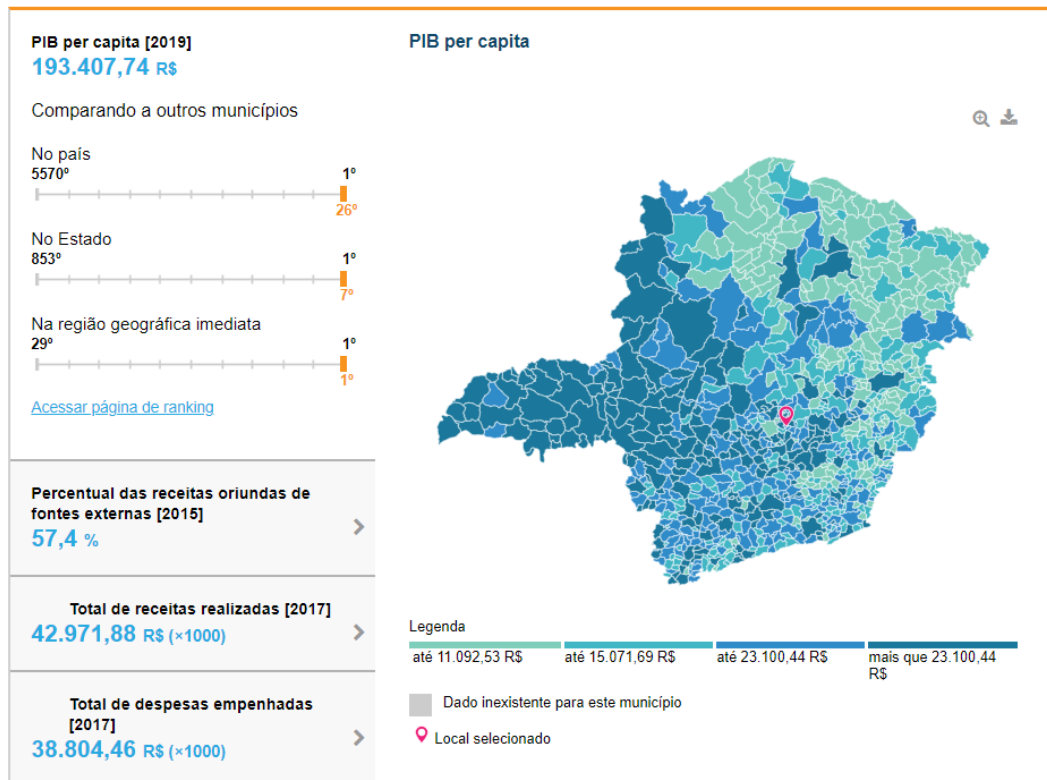 PIB per capita [2019]
193.407,74 R$
Comparando a outros municípios
No país
5570º 1º
26º
No Estado
853º 1º
7º
Na região geográfica imediata
29º 1º
1º
Acessar página de ranking
Percentual das receitas oriundas de
fontes externas [2015]
57,4 %
Total de receitas realizadas [2017]
42.971,88 R$ (×1000)
Total de despesas empenhadas
[2017]
38.804,46 R$ (×1000)
PIB per capita
Legenda
até 11.092,53 R$ até 15.071,69 R$ até 23.100,44 R$ mais que 23.100,44
R$
Dado inexistente para este município
Local selecionado